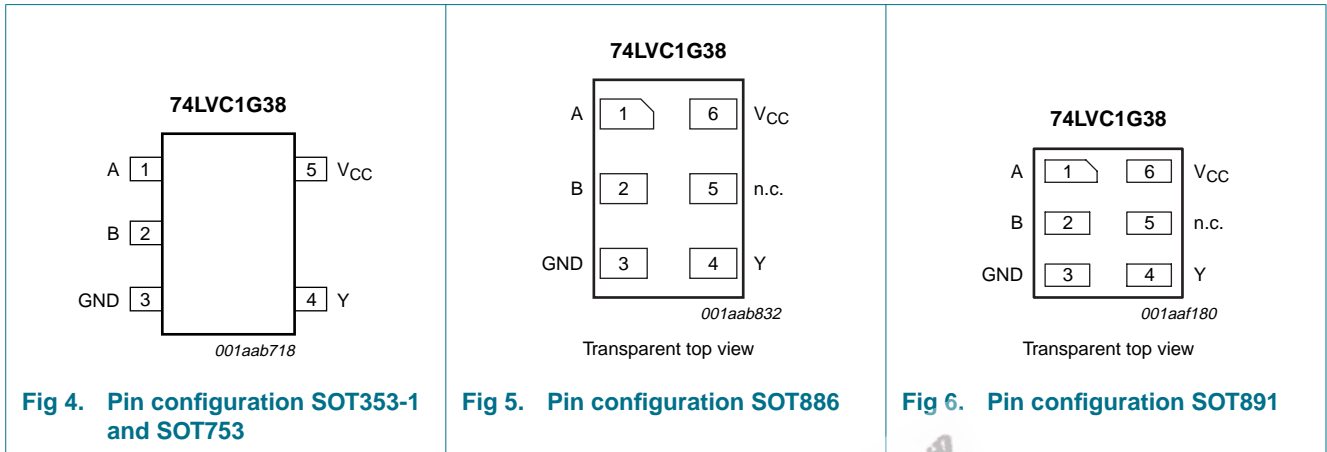 74LVC1G38
A 1
5 VCC
B 2
GND 3
4 Y
001aab718
Fig 4. Pin configuration SOT353-1
and SOT753
74LVC1G38
A 1
6 VCC
B 2
5 n.c.
GND 3
4 Y
001aab832
Transparent top view
Fig 5. Pin configuration SOT886
74LVC1G38
A 1
6 VCC
B 2
5 n.c.
GND 3
4 Y
001aaf180
Transparent top view
Fig 6. Pin configuration SOT891